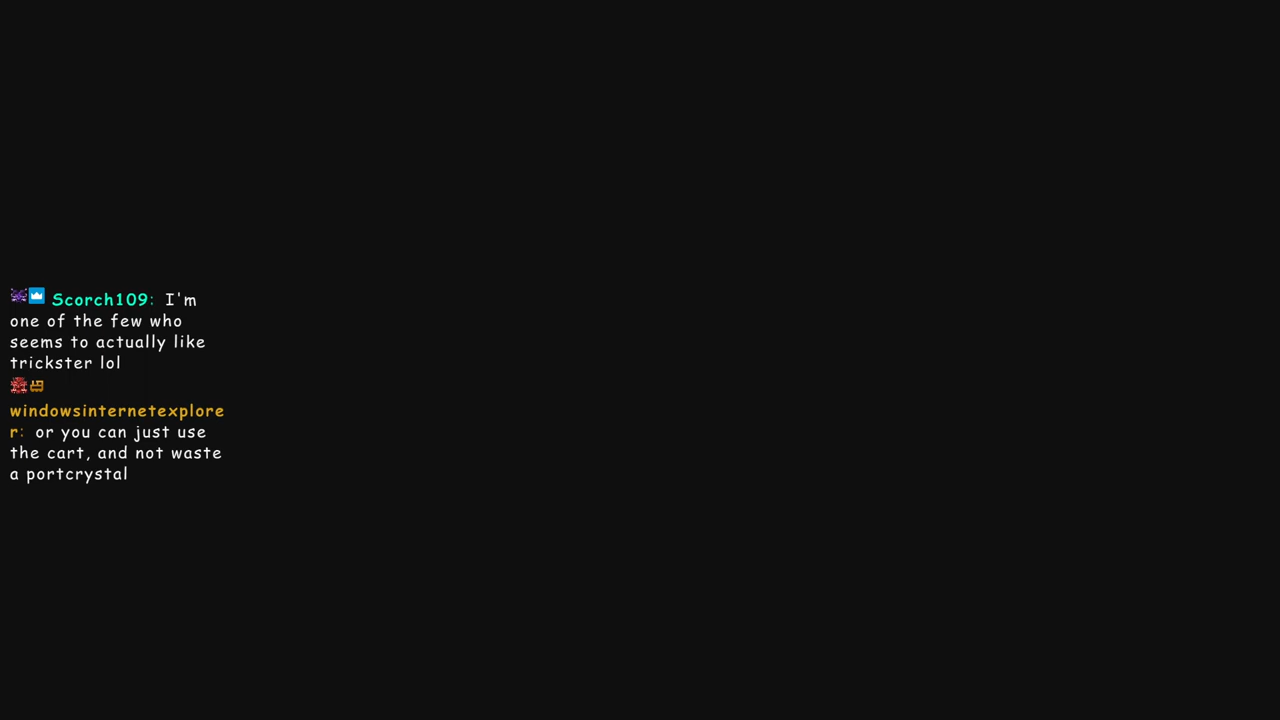 Scorch109: I'm
one of the few who
seems to actually like
trickster lol
windowsinternetexplore
r: or you can just use
the cart, and not waste
a portcrystal